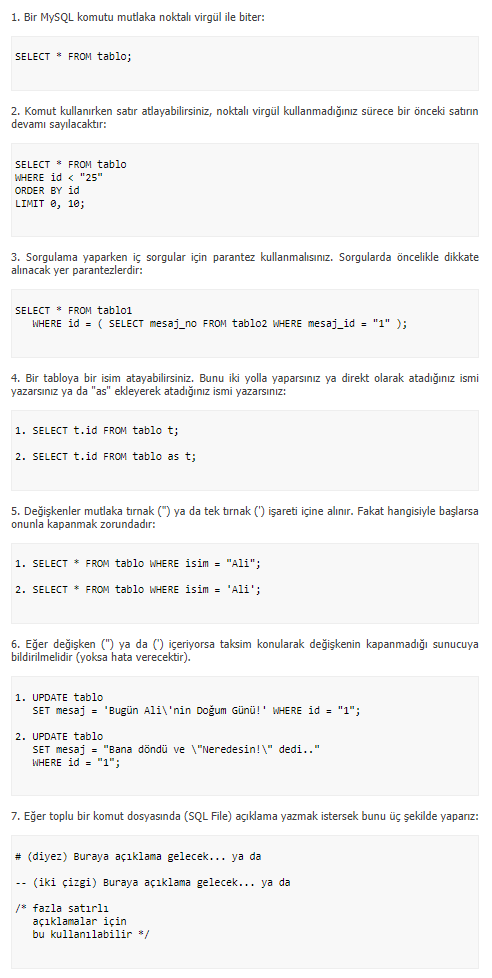 1. Bir MySQL komutu mutlaka noktalı virgül ile biter:
SELECT * FROM tablo;
2. Komut kullanırken satır atlayabilirsiniz, noktalı virgül kullanmadığınız sürece bir önceki satırın
devamı sayılacaktır:
SELECT * FROM tablo
WHERE id < "25"
ORDER BY id
LIMIT 0, 10;
3. Sorgulama yaparken iç sorgular için parantez kullanmalısınız. Sorgularda öncelikle dikkate
alınacak yer parantezlerdir:
SELECT * FROM tablo1
WHERE id = ( SELECT mesaj_no FROM tablo2 WHERE mesaj_id = "1" );
4. Bir tabloya bir isim atayabilirsiniz. Bunu iki yolla yaparsınız ya direkt olarak atadığınız ismi
yazarsınız ya da "as" ekleyerek atadığınız ismi yazarsınız:
1. SELECT t.id FROM tablo t;
2. SELECT t.id FROM tablo as t;
5. Değişkenler mutlaka tırnak (") ya da tek tırnak (') işareti içine alınır. Fakat hangisiyle başlarsa
onunla kapanmak zorundadır:
1. SELECT * FROM tablo WHERE isim = "Ali";
2. SELECT * FROM tablo WHERE isim = 'Ali';
6. Eğer değişken (") ya da (') içeriyorsa taksim konularak değişkenin kapanmadığı sunucuya
bildirilmelidir (yoksa hata verecektir).
1. UPDATE tablo
SET mesaj = 'Bugün Ali\'nin Doğum Günü!' WHERE id = "1";
2. UPDATE tablo
SET mesaj = "Bana döndü ve \"Neredesin!\" dedi.."
WHERE id = "1";
7. Eğer toplu bir komut dosyasında (SQL File) açıklama yazmak istersek bunu üç şekilde yaparız:
# (diyez) Buraya açıklama gelecek... ya da
-- (iki çizgi) Buraya açıklama gelecek... ya da
/* fazla satırlı
açıklamalar için
bu kullanılabilir */